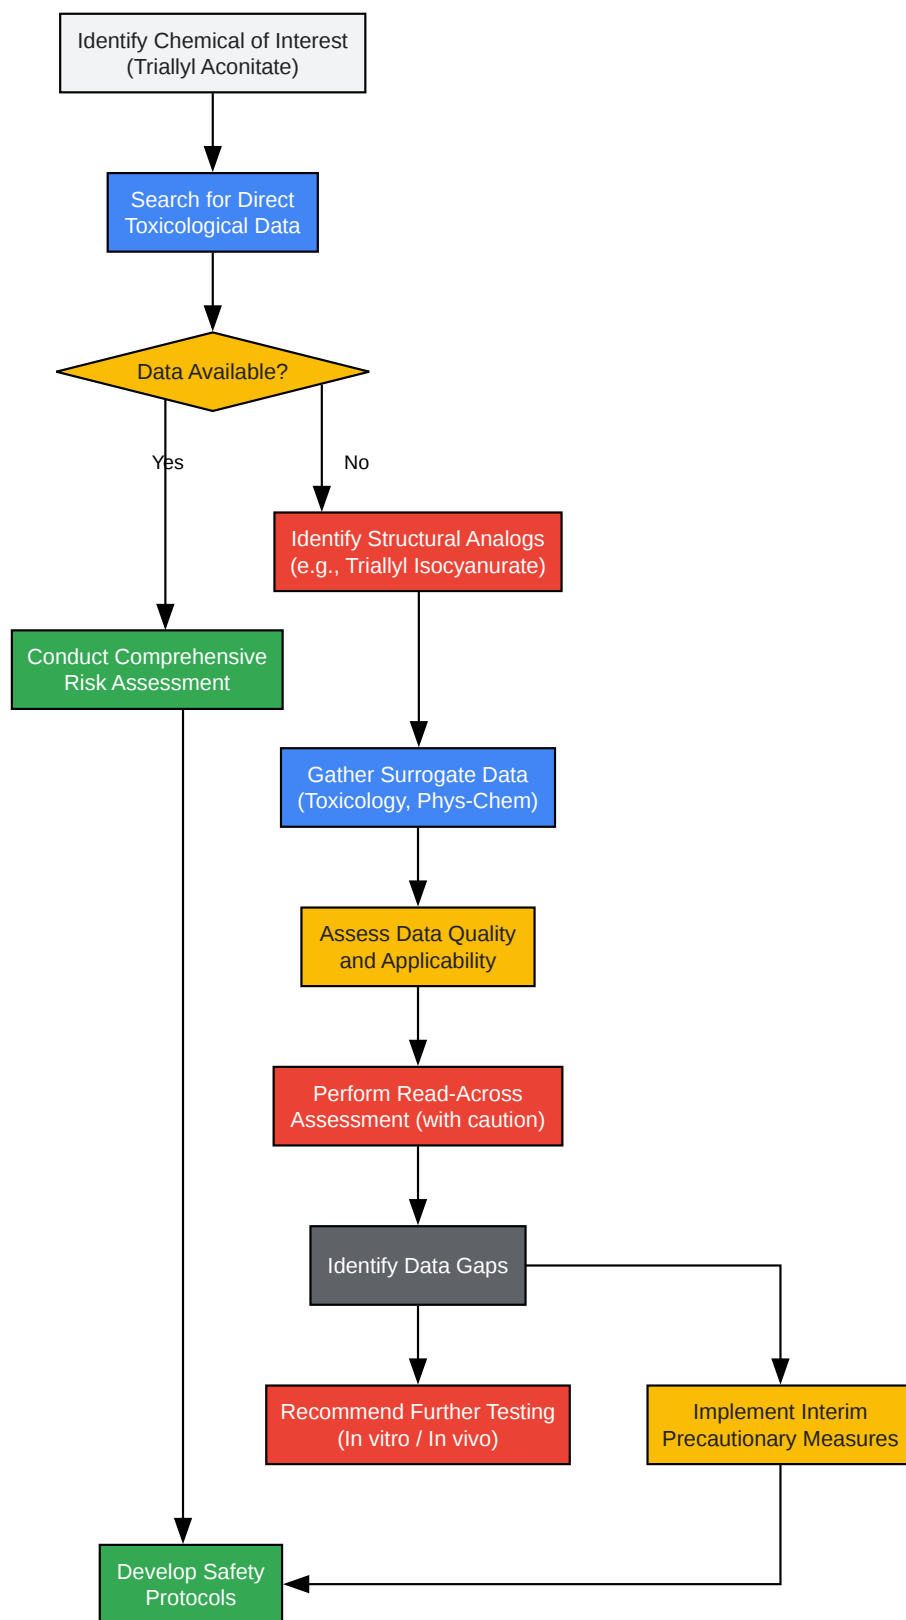 Identify Chemical of Interest
(Triallyl Aconitate)
Search for Direct
Toxicological Data
Data Available?
Yes
No
Identify Structural Analogs
(e.g., Triallyl Isocyanurate)
Conduct Comprehensive
Risk Assessment
Gather Surrogate Data
(Toxicology, Phys-Chem)
Assess Data Quality
and Applicability
Perform Read-Across
Assessment (with caution)
Identify Data Gaps
Recommend Further Testing
(In vitro / In vivo)
Implement Interim
Precautionary Measures
Develop Safety
Protocols